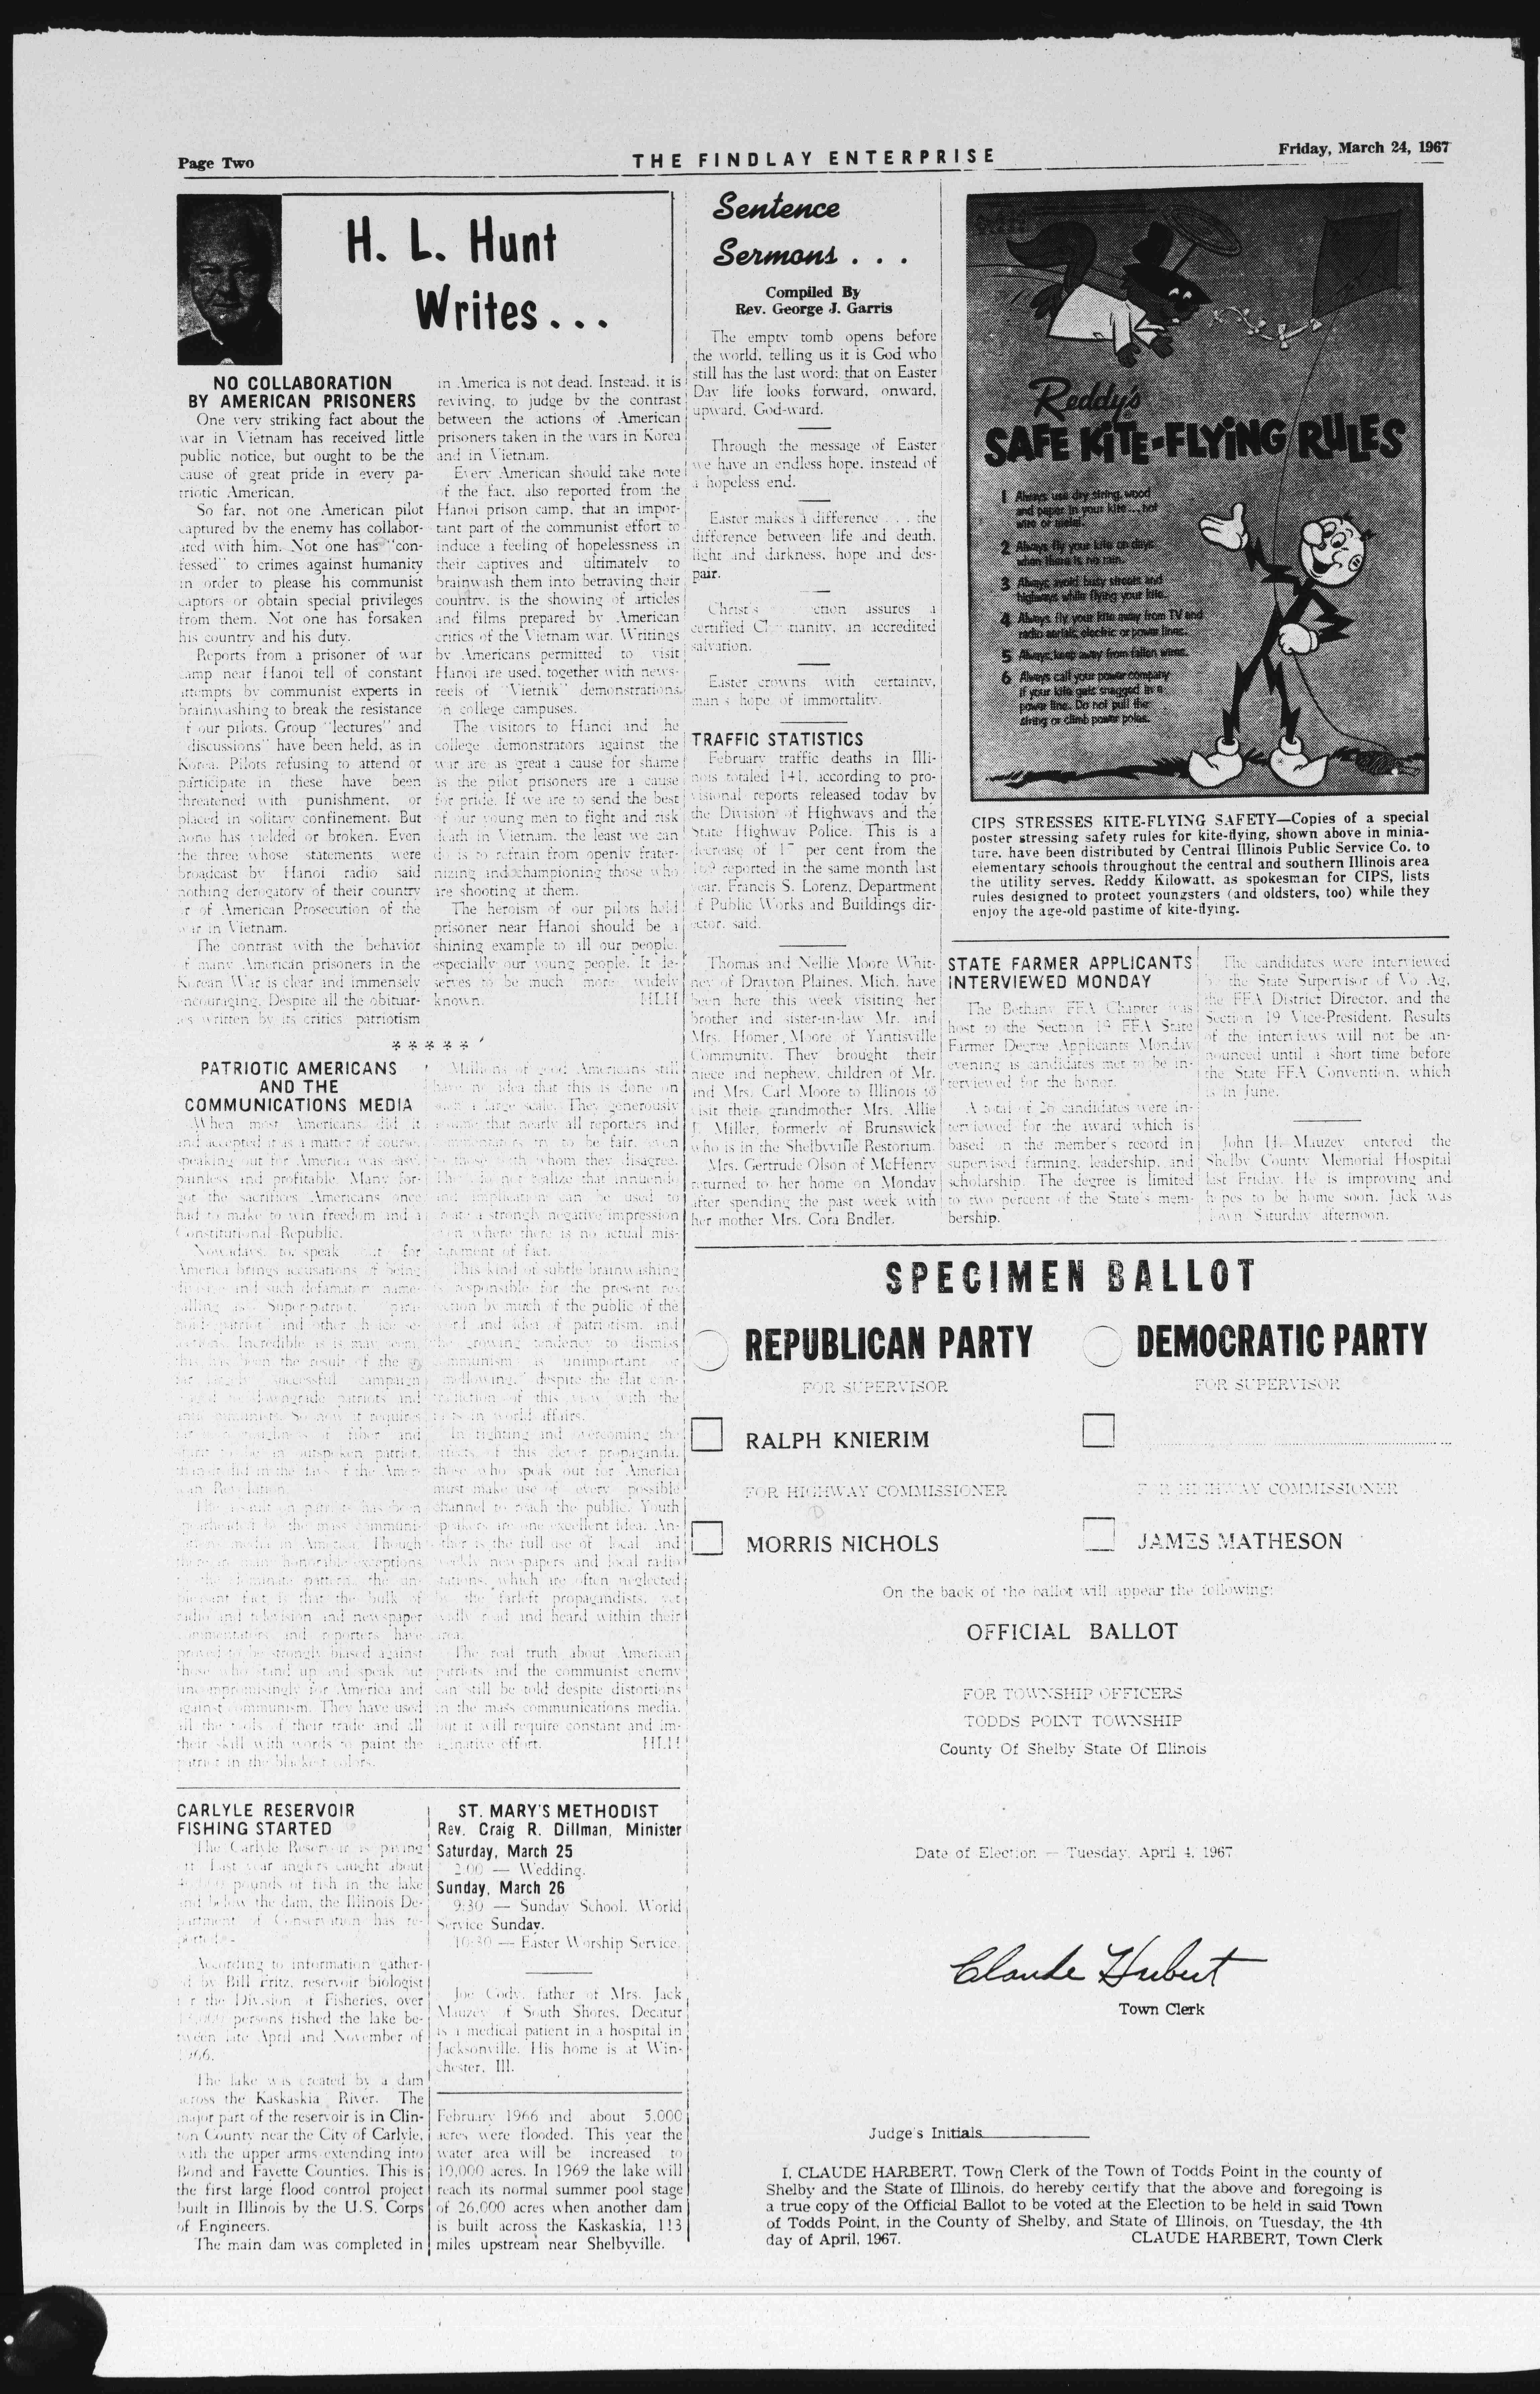 Page Two
THE FINDLAY ENTERPRISE
Friday, March 24, 1967
H. L. Hunt
Writes...
NO COLLABORATION
BY AMERICAN PRISONERS
One very striking fact about the
war in Vietnam has received little
public notice, but ought to be the
cause of great pride in every pa-
triotic American.
So far, not one American pilot
captured by the enemy has collabor-
ated with him. Not one has "con-
fessed" to crimes against humanity
in order to please his communist
captors or obtain special privileges
from them. Not one has forsaken
his country and his duty.
Reports from a prisoner of war
camp near Hanoi tell of constant
attempts by communist experts in
brainwashing to break the resistance
of our pilots. Group "lectures" and
"discussions" have been held, as in
Korea. Pilots refusing to attend or
participate in these have been
threatened with punishment, or
placed in solitary confinement. But
none has yielded or broken. Even
the three whose statements were
broadcast by Hanoi radio said
nothing derogatory of their country
or of American Prosecution of the
war in Vietnam.
The contrast with the behavior
of many American prisoners in the
Korean War is clear and immensely
encouraging. Despite all the obituar-
ies written by its critics patriotism
in America is not dead. Instead, it is
reviving, to judge by the contrast
between the actions of American
prisoners taken in the wars in Korea
and in Vietnam.
Every American should take note
of the fact, also reported from the
Hanoi prison camp, that an impor-
tant part of the communist effort to
induce a feeling of hopelessness in
their captives and ultimately to
brainwash them into betraying their
country, is the showing of articles
and films prepared by American
critics of the Vietnam war. Writings
by Americans permitted to visit
Hanoi are used, together with news-
reels of "Vietnik" demonstrations
on college campuses.
The visitors to Hanoi and he
college demonstrators against the
war are as great a cause for shame
as the pilot prisoners are a cause
for pride. If we are to send the best
of our young men to fight and risk
death in Vietnam, the least we can
do is to refrain from openly frater-
nizing and championing those who
are shooting at them.
The heroism of our pilots held
prisoner near Hanoi should be a
shining example to all our people,
especially our young people. It de-
serves to be much more widely
known. HLH
* * * * *
PATRIOTIC AMERICANS
AND THE
COMMUNICATIONS MEDIA
When most Americans did it
and accepted it as a matter of course,
speaking out for America was easy,
painless and profitable. Many for-
got the sacrifices Americans once
had to make to win freedom and a
Constitutional Republic.
Nowadays, to speak out for
America brings accusations of being
and such defamatory name-
calling as "Super-patriot,"
patriot" and other choice
Incredible as it may seem,
this has been the result of the
successful campaign
downgrade patriots and
So now it requires
fiber and
to be an outspoken patriot,
than it did in the days of the Amer-
ican Revolution.
The assault on patriots has been
spearheaded by the mass communi-
cations media in America. Though
there are many honorable exceptions
to the dominate pattern, the un-
pleasant fact is that the bulk of
radio and television and newspaper
commentators and reporters have
proved to be strongly biased against
those who stand up and speak out
uncompromisingly for America and
against communism. They have used
all the tools of their trade and all
their skill with words to paint the
patriot in the blackest colors.
Millions of good Americans still
have no idea that this is done on
such a large scale. They generously
assume that nearly all reporters and
commentators try to be fair, even
to those with whom they disagree.
They do not realize that innuendo
and implication can be used to
create a strongly negative impression
even where there is no actual mis-
statement of fact.
This kind of subtle brainwashing
responsible for the present re-
action by much of the public of the
word and idea of patriotism, and
the growing tendency to dismiss
communism as unimportant or
"mellowing," despite the flat con-
tradiction of this view with the
facts in world affairs.
In fighting and overcoming the
effects of this clever propaganda,
those who speak out for America
must make use of every possible
channel to reach the public. Youth
speakers are one excellent idea. An-
other is the full use of local and
weekly newspapers and local radio
stations, which are often neglected
by the farleft propagandists, yet
widly read and heard within their
area.
The real truth about American
patriots and the communist enemy
can still be told despite distortions
in the mass communications media,
but it will require constant and im-
aginative effort. HLH
CARLYLE RESERVOIR
FISHING STARTED
The Carlyle Reservoir is paying
off. Last year anglers caught about
pounds of fish in the lake
and below the dam, the Illinois De-
partment of Conservation has re-
ported.
According to information gather-
ed by Bill Fritz, reservoir biologist
for the Division of Fisheries, over
persons fished the lake be-
tween late April and November of
1966.
The lake was created by a dam
across the Kaskaskia River. The
major part of the reservoir is in Clin-
ton County near the City of Carlyle,
with the upper arms extending into
Bond and Fayette Counties. This is
the first large flood control project
built in Illinois by the U.S. Corps
of Engineers.
The main dam was completed in
ST. MARY'S METHODIST
Rev. Craig R. Dillman, Minister
Saturday, March 25
2:00 — Wedding.
Sunday, March 26
9:30 — Sunday School. World
Service Sunday.
10:30 — Easter Worship Service.
Joe Cody, father of Mrs. Jack
Mauzey of South Shores, Decatur
is a medical patient in a hospital in
Jacksonville. His home is at Win-
chester, Ill.
February 1966 and about 5,000
acres were flooded. This year the
water area will be increased to
10,000 acres. In 1969 the lake will
reach its normal summer pool stage
of 26,000 acres when another dam
is built across the Kaskaskia, 113
miles upstream near Shelbyville.
Sentence
Sermons . . .
Compiled By
Rev. George J. Garris
The empty tomb opens before
the world, telling us it is God who
still has the last word; that on Easter
Day life looks forward, onward,
upward, God-ward.
Through the message of Easter
we have an endless hope, instead of
a hopeless end.
Easter makes a difference . . . the
difference between life and death,
light and darkness, hope and des-
pair.
Christ's ction assures a
certified Christianity, an accredited
salvation.
Easter crowns with certainty,
man's hope of immortality.
TRAFFIC STATISTICS
February traffic deaths in Illi-
nois totaled 141, according to pro-
visional reports released today by
the Division of Highways and the
State Highway Police. This is a
decrease of 17 per cent from the
169 reported in the same month last
year, Francis S. Lorenz, Department
of Public Works and Buildings dir-
ector, said.
Thomas and Nellie Moore Whit-
ney of Drayton Plaines, Mich. have
been here this week visiting her
brother and sister-in-law Mr. and
Mrs. Homer Moore of Yantisville
Community. They brought their
niece and nephew, children of Mr.
and Mrs. Carl Moore to Illinois to
visit their grandmother Mrs. Allie
F. Miller, formerly of Brunswick
who is in the Shelbyville Restorium.
Mrs. Gertrude Olson of McHenry
returned to her home on Monday
after spending the past week with
her mother Mrs. Cora Bndler.
Reddy's
SAFE KITE-FLYING RULES
1 Always use dry string, wood
and paper in your kite... not
wire or metal.
2 Always fly your kite on days
when there is no rain.
3 Always avoid busy streets and
highways while flying your kite.
4 Always fly your kite away from TV and
radio aerials, electric or power lines.
5 Always keep away from fallen wires.
6 Always call your power company
if your kite gets snagged in a
power line. Do not pull the
string or climb power poles.
CIPS STRESSES KITE-FLYING SAFETY—Copies of a special
poster stressing safety rules for kite-flying, shown above in minia-
ture, have been distributed by Central Illinois Public Service Co. to
elementary schools throughout the central and southern Illinois area
the utility serves. Reddy Kilowatt, as spokesman for CIPS, lists
rules designed to protect youngsters (and oldsters, too) while they
enjoy the age-old pastime of kite-flying.
STATE FARMER APPLICANTS
INTERVIEWED MONDAY
The Bethany FFA Chapter was
host to the Section 19 FFA State
Farmer Degree Applicants Monday
evening as candidates met to be in-
terviewed for the honor.
A total of 26 candidates were in-
terviewed for the award which is
based on the member's record in
supervised farming, leadership, and
scholarship. The degree is limited
to two percent of the State's mem-
bership.
The candidates were interviewed
by the State Supervisor of Vo Ag,
the FFA District Director, and the
Section 19 Vice-President. Results
of the interviews will not be an-
nounced until a short time before
the State FFA Convention, which
is in June.
John H. Mauzey entered the
Shelby County Memorial Hospital
last Friday. He is improving and
hopes to be home soon. Jack was
down Saturday afternoon.
SPECIMEN BALLOT
REPUBLICAN PARTY
FOR SUPERVISOR
RALPH KNIERIM
FOR HIGHWAY COMMISSIONER
MORRIS NICHOLS
DEMOCRATIC PARTY
FOR SUPERVISOR
FOR HIGHWAY COMMISSIONER
JAMES MATHESON
On the back of the ballot will appear the following:
OFFICIAL BALLOT
FOR TOWNSHIP OFFICERS
TODDS POINT TOWNSHIP
County Of Shelby State Of Illinois
Date of Election — Tuesday, April 4, 1967
Claude Harbert
Town Clerk
Judge's Initials
I, CLAUDE HARBERT, Town Clerk of the Town of Todds Point in the county of
Shelby and the State of Illinois, do hereby certify that the above and foregoing is
a true copy of the Official Ballot to be voted at the Election to be held in said Town
of Todds Point, in the County of Shelby, and State of Illinois, on Tuesday, the 4th
day of April, 1967. CLAUDE HARBERT, Town Clerk